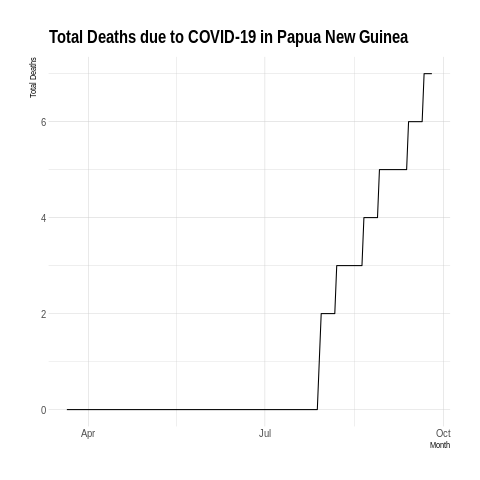 Total Deaths due to COVID-19 in Papua New Guinea
Total Deaths
6
4
2
0
Apr
Jul
Oct
Month